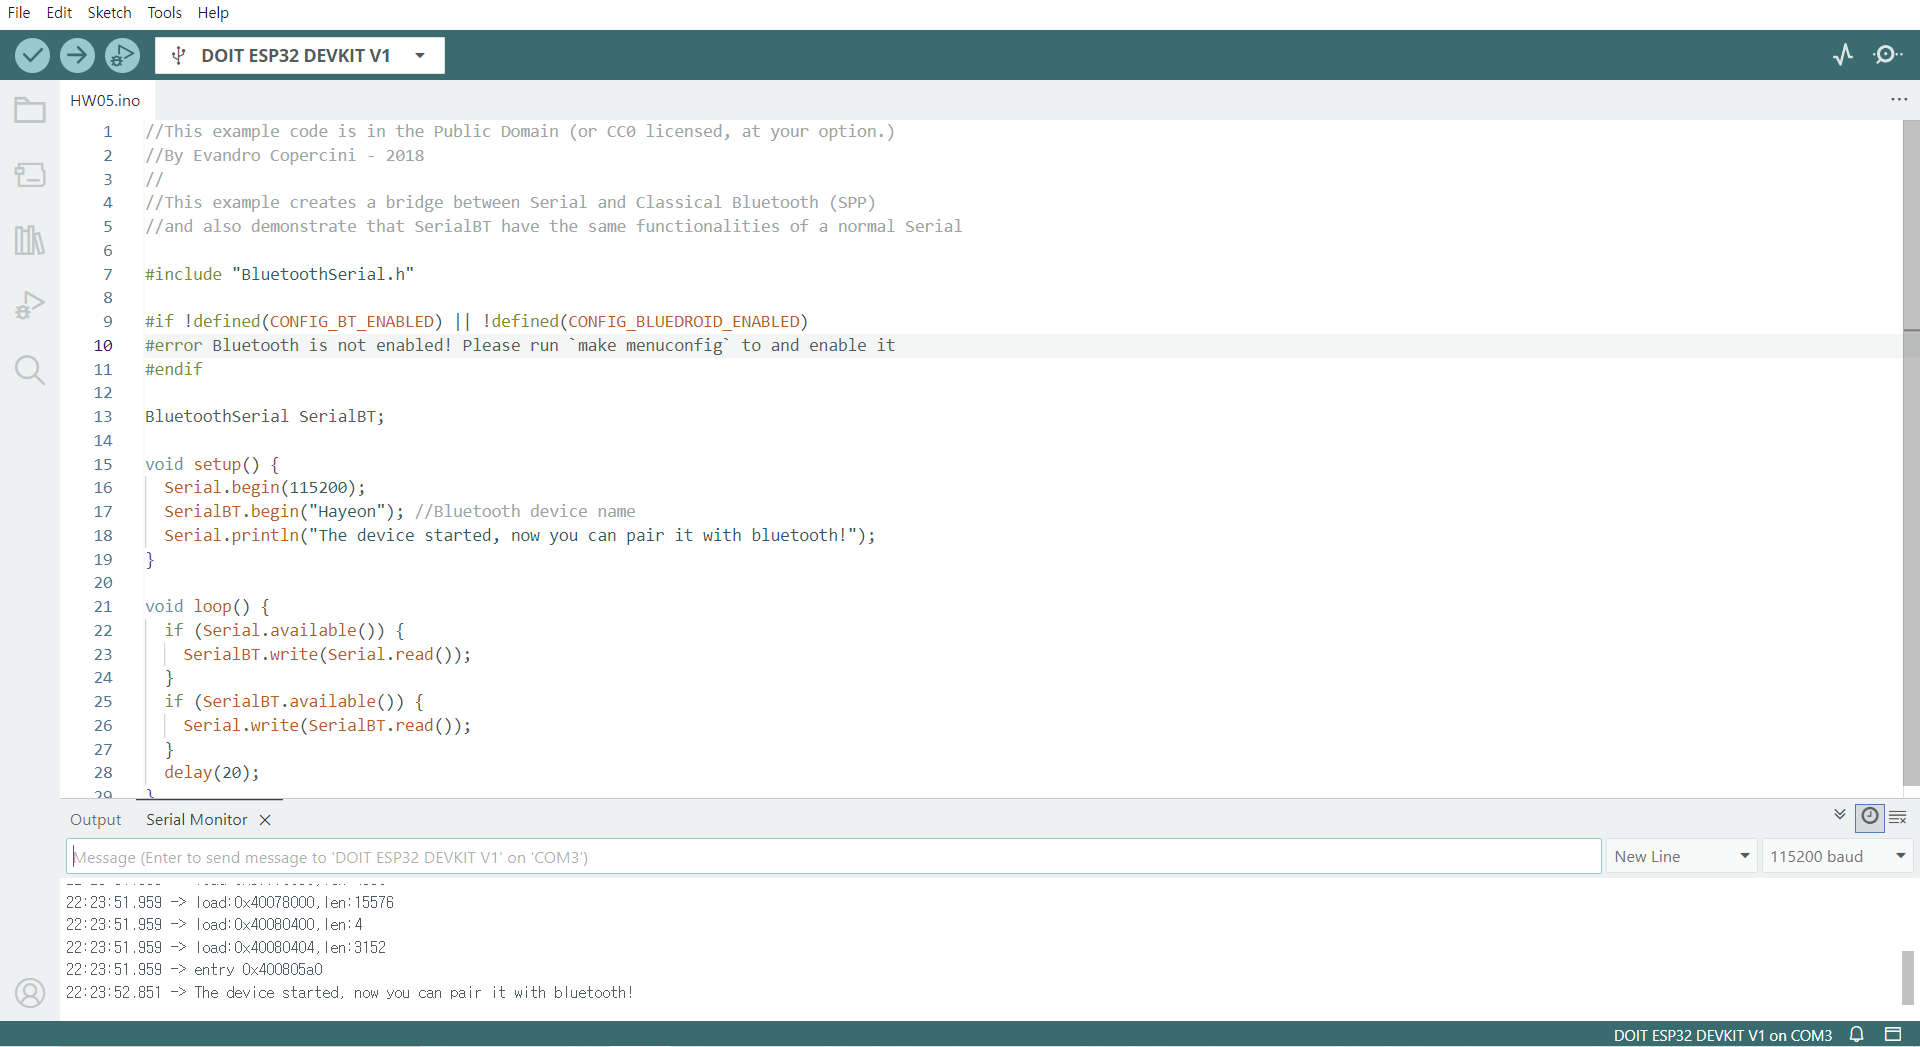 File Edit Sketch Tools Help
DOIT ESP32 DEVKIT V1
HW05.ino
1 //This example code is in the Public Domain (or CC0 licensed, at your option.)
2 //By Evandro Copercini - 2018
3 //
4 //This example creates a bridge between Serial and Classical Bluetooth (SPP)
5 //and also demonstrate that SerialBT have the same functionalities of a normal Serial
6
7 #include "BluetoothSerial.h"
8
9 #if !defined(CONFIG_BT_ENABLED) || !defined(CONFIG_BLUEDROID_ENABLED)
10 #error Bluetooth is not enabled! Please run `make menuconfig` to and enable it
11 #endif
12
13 BluetoothSerial SerialBT;
14
15 void setup() {
16   Serial.begin(115200);
17   SerialBT.begin("Hayeon"); //Bluetooth device name
18   Serial.println("The device started, now you can pair it with bluetooth!");
19 }
20
21 void loop() {
22   if (Serial.available()) {
23     SerialBT.write(Serial.read());
24   }
25   if (SerialBT.available()) {
26     Serial.write(SerialBT.read());
27   }
28   delay(20);
29 }
Output Serial Monitor
Message (Enter to send message to 'DOIT ESP32 DEVKIT V1' on 'COM3') New Line 115200 baud
22:23:51.959 -> load:0x40078000,len:15576
22:23:51.959 -> load:0x40080400,len:4
22:23:51.959 -> load:0x40080404,len:3152
22:23:51.959 -> entry 0x400805a0
22:23:52.851 -> The device started, now you can pair it with bluetooth!
DOIT ESP32 DEVKIT V1 on COM3